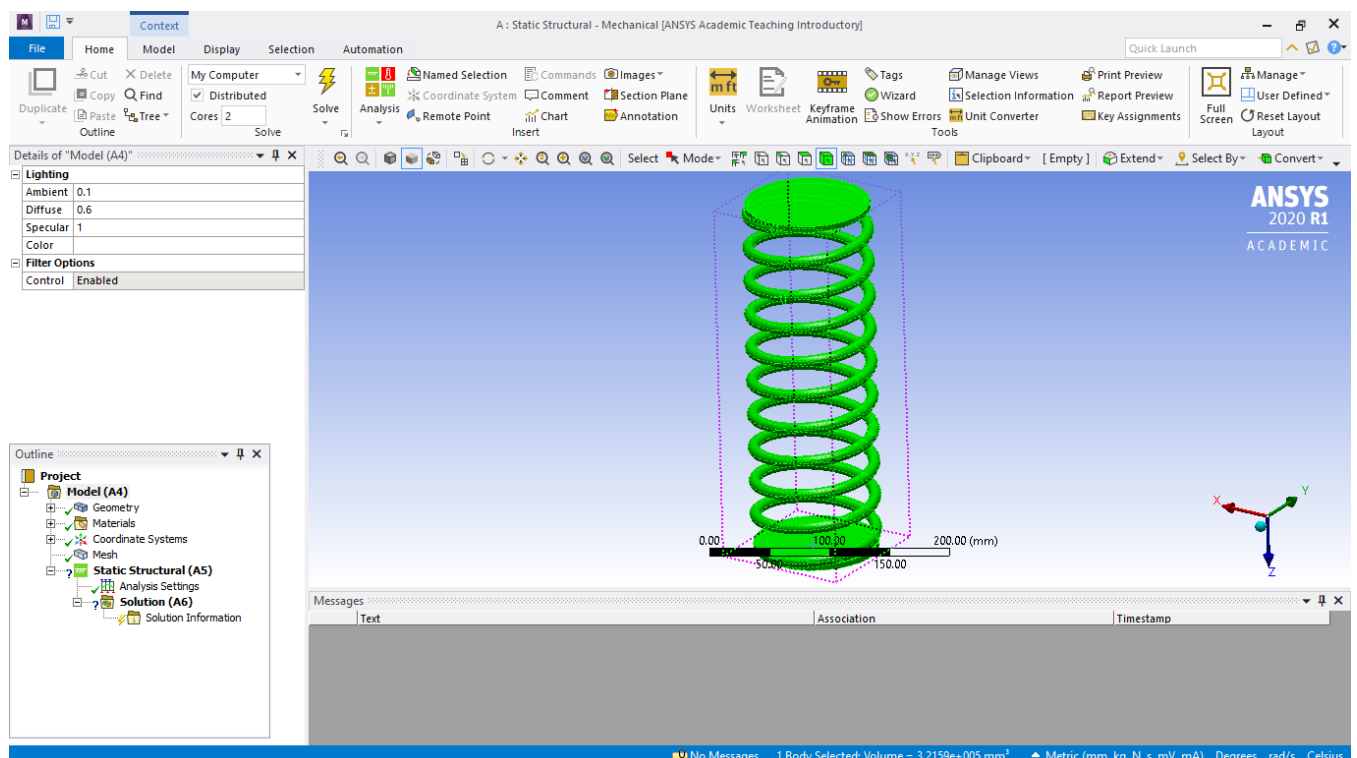 M
Context
A : Static Structural - Mechanical [ANSYS Academic Teaching Introductory]
File Home Model Display Selection Automation
Quick Launch
Cut Delete My Computer Named Selection Commands Images Tags Manage Views Print Preview Manage
Duplicate Copy Find Distributed Solve Analysis Coordinate System Comment Section Plane Units Worksheet Keyframe Animation Wizard Selection Information Report Preview Full Screen User Defined
Paste Tree Cores 2 Remote Point Chart Annotation Show Errors Unit Converter Key Assignments Reset Layout
Outline Solve Insert Tools Layout
Details of "Model (A4)"
Select Mode Clipboard [ Empty ] Extend Select By Convert
Lighting
Ambient 0.1
Diffuse 0.6
Specular 1
Color
Filter Options
Control Enabled
ANSYS
2020 R1
ACADEMIC
Outline
Project
Model (A4)
Geometry
Materials
Coordinate Systems
Mesh
Static Structural (A5)
Analysis Settings
Solution (A6)
Solution Information
0.00 100.00 200.00 (mm)
50.00 150.00
X Y
Z
Messages
Text Association Timestamp
No Messages 1 Body Selected: Volume = 3.2159e+005 mm³ Metric (mm, kg, N, s, mV, mA) Degrees rad/s Celsius